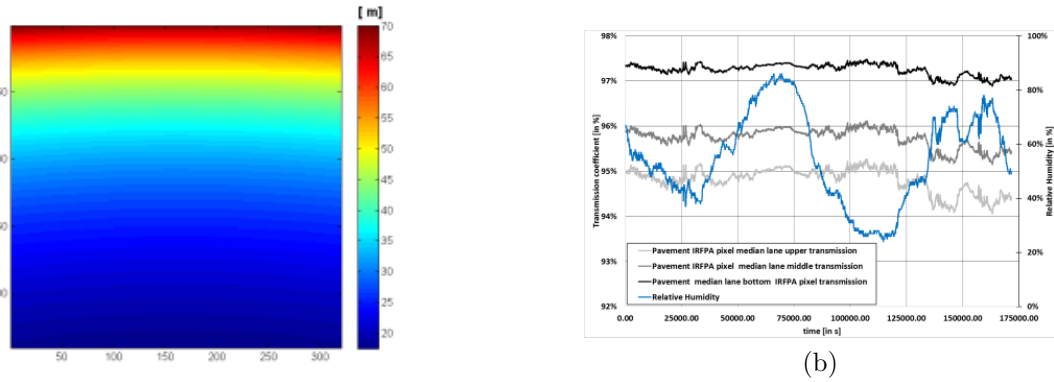 [ m]
70
65
60
55
50
45
40
35
30
25
20
50 100 150 200 250 300
98%
97%
96%
95%
94%
93%
92%
Transmission coefficient [in %]
100%
80%
60%
40%
20%
0%
Relative Humidity [in %]
Pavement IRFPA pixel median lane upper transmission
Pavement IRFPA pixel median lane middle transmission
Pavement median lane bottom IRFPA pixel transmission
Relative Humidity
0.00 25000.00 50000.00 75000.00 100000.00 125000.00 150000.00 175000.00
time [in s]
(b)